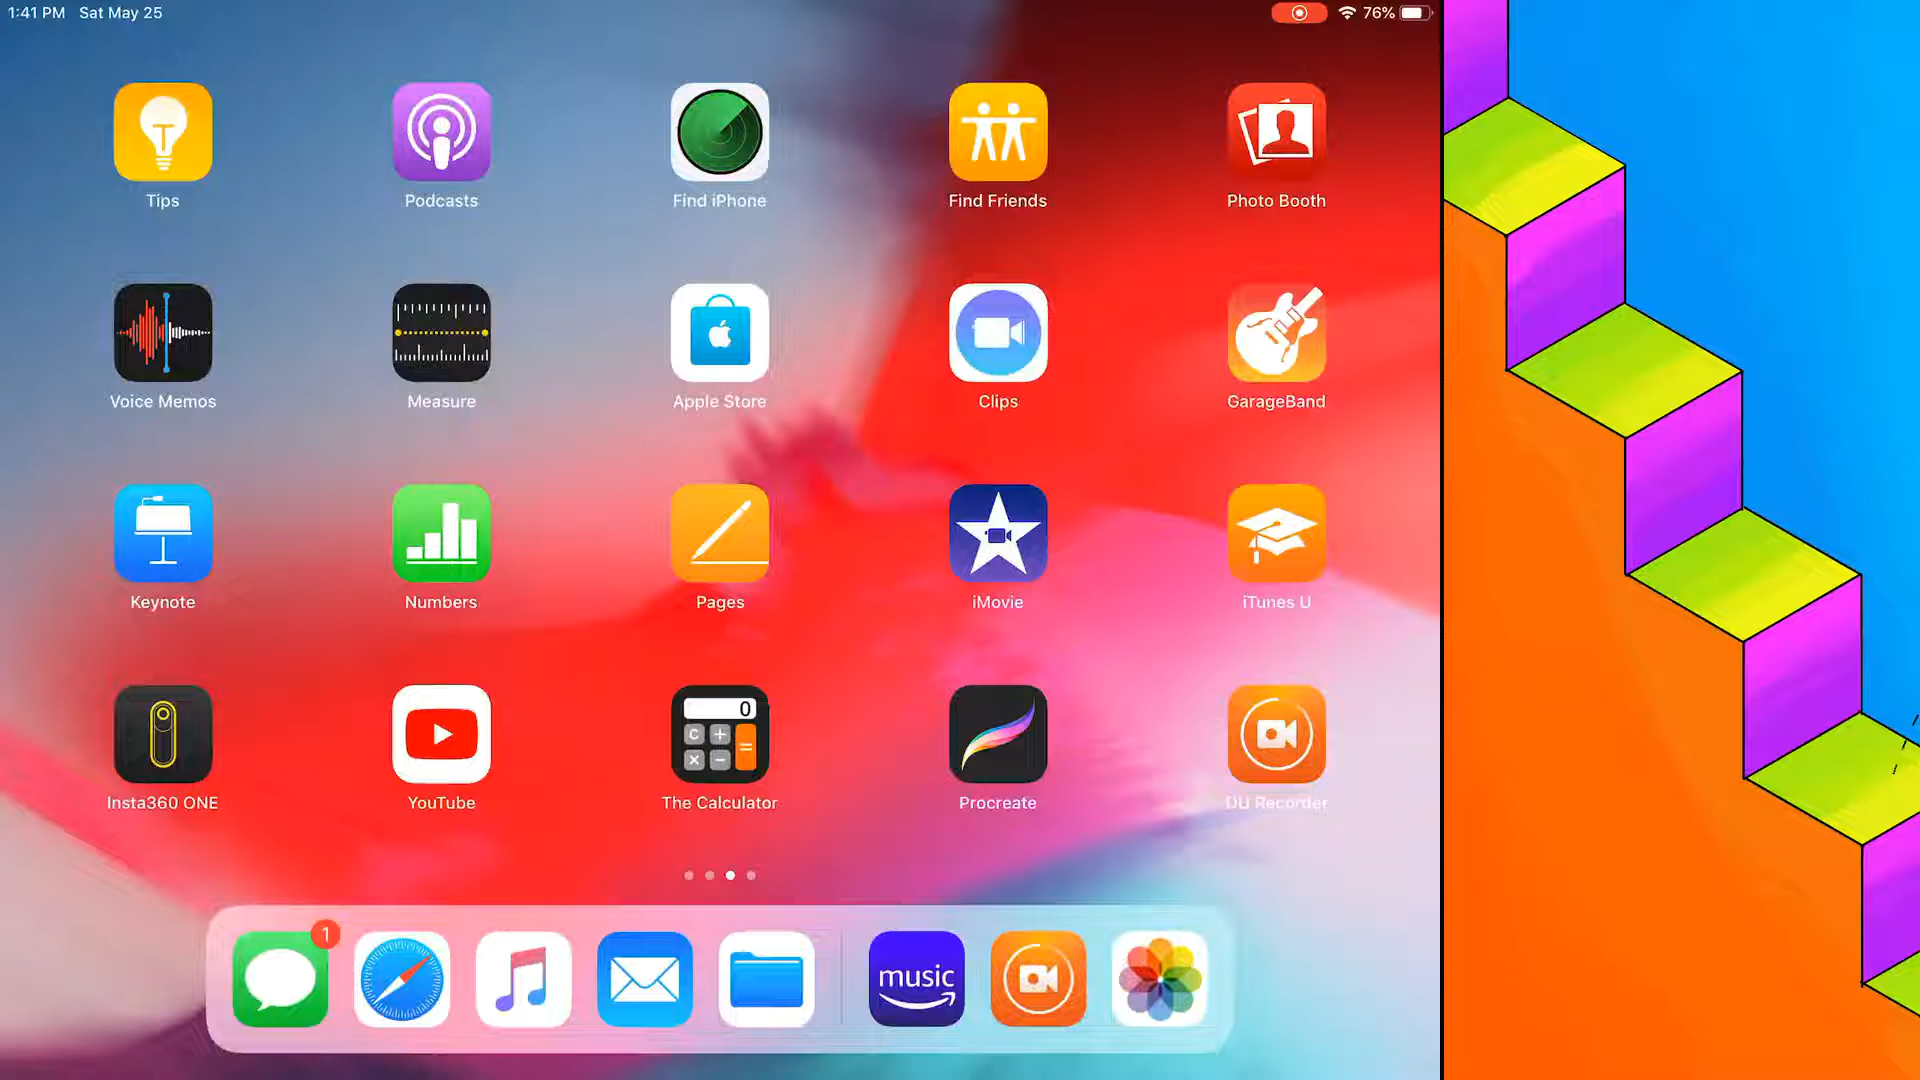 1:41 PM Sat May 25 76%
Tips Podcasts Find iPhone Find Friends Photo Booth
Voice Memos Measure Apple Store Clips GarageBand
Keynote Numbers Pages iMovie iTunes U
0
C + = × −
Insta360 ONE YouTube The Calculator Procreate DU Recorder
1
music